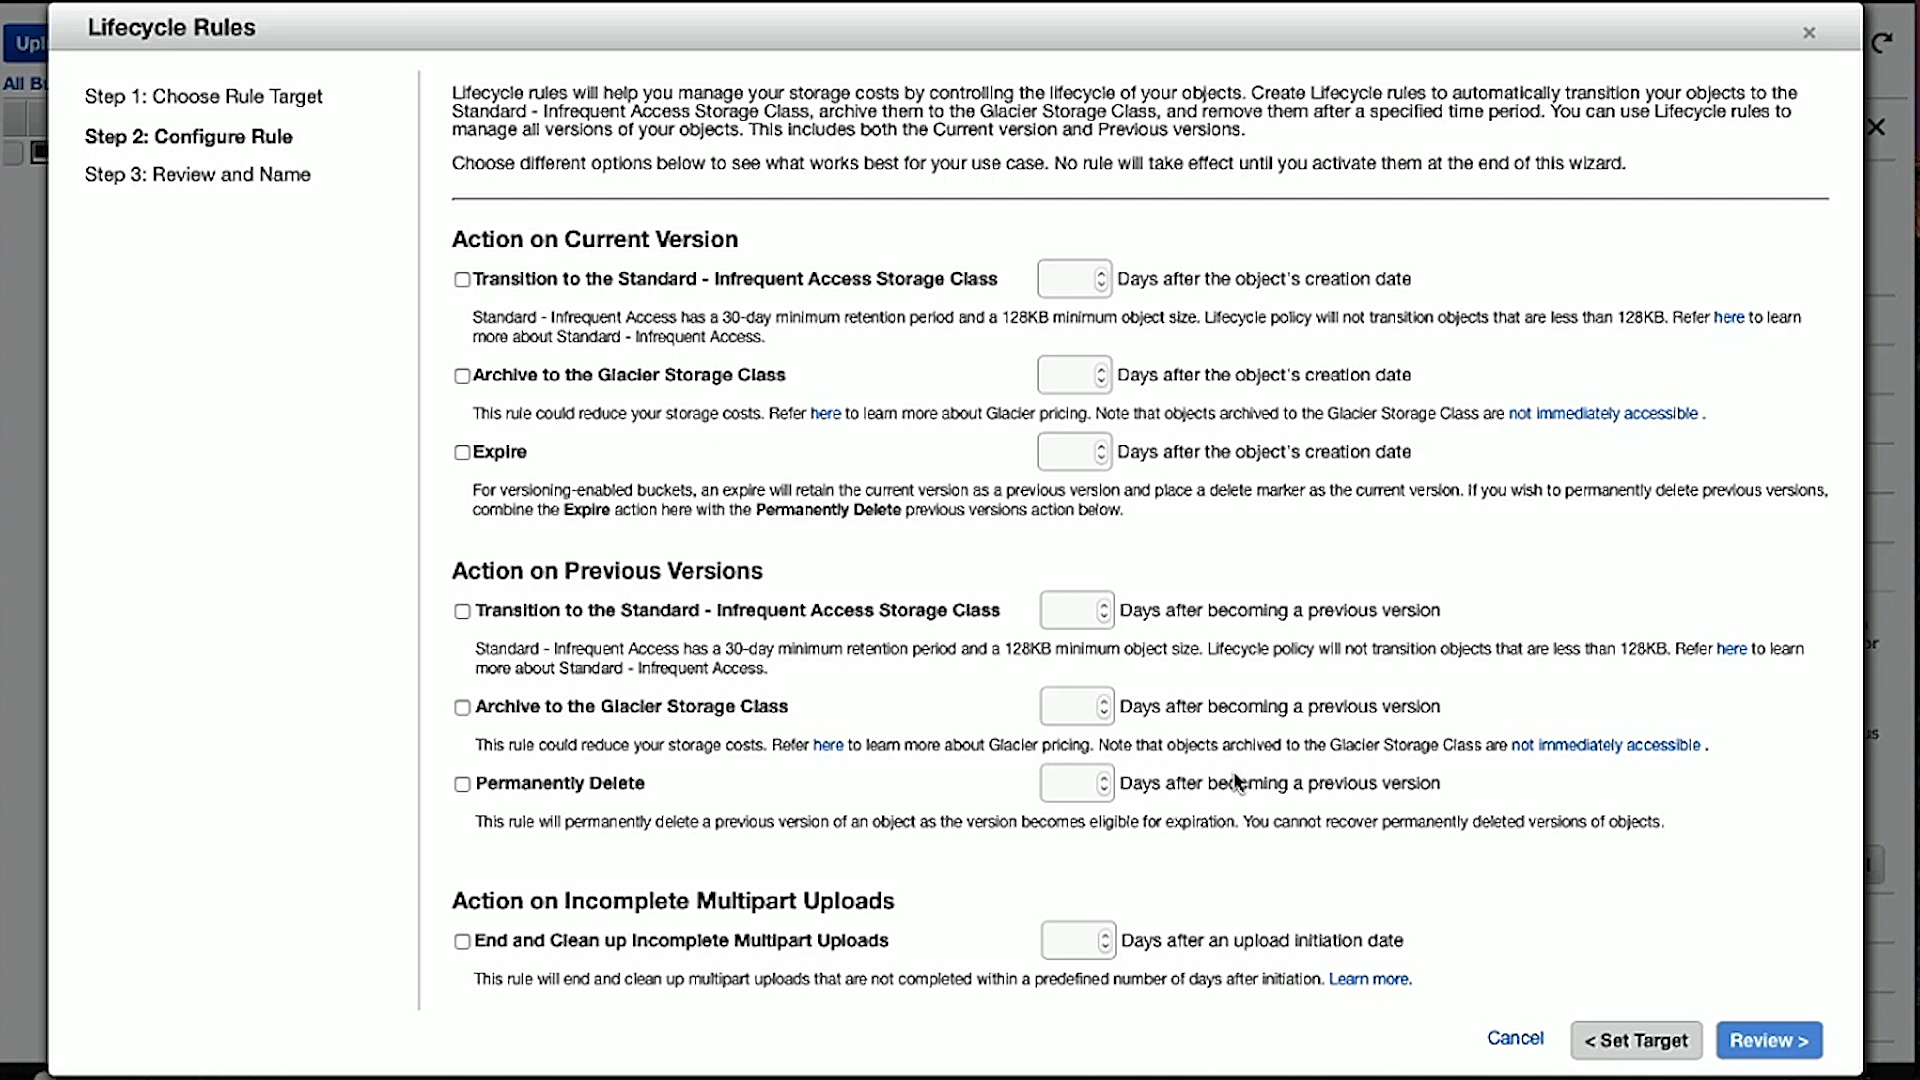 Lifecycle Rules
×
Upl
All Bu
Step 1: Choose Rule Target
Step 2: Configure Rule
Step 3: Review and Name
Lifecycle rules will help you manage your storage costs by controlling the lifecycle of your objects. Create Lifecycle rules to automatically transition your objects to the
Standard - Infrequent Access Storage Class, archive them to the Glacier Storage Class, and remove them after a specified time period. You can use Lifecycle rules to
manage all versions of your objects. This includes both the Current version and Previous versions.
Choose different options below to see what works best for your use case. No rule will take effect until you activate them at the end of this wizard.
Action on Current Version
Transition to the Standard - Infrequent Access Storage Class Days after the object's creation date
Standard - Infrequent Access has a 30-day minimum retention period and a 128KB minimum object size. Lifecycle policy will not transition objects that are less than 128KB. Refer here to learn
more about Standard - Infrequent Access.
Archive to the Glacier Storage Class Days after the object's creation date
This rule could reduce your storage costs. Refer here to learn more about Glacier pricing. Note that objects archived to the Glacier Storage Class are not immediately accessible .
Expire Days after the object's creation date
For versioning-enabled buckets, an expire will retain the current version as a previous version and place a delete marker as the current version. If you wish to permanently delete previous versions,
combine the Expire action here with the Permanently Delete previous versions action below.
Action on Previous Versions
Transition to the Standard - Infrequent Access Storage Class Days after becoming a previous version
Standard - Infrequent Access has a 30-day minimum retention period and a 128KB minimum object size. Lifecycle policy will not transition objects that are less than 128KB. Refer here to learn
more about Standard - Infrequent Access.
Archive to the Glacier Storage Class Days after becoming a previous version
This rule could reduce your storage costs. Refer here to learn more about Glacier pricing. Note that objects archived to the Glacier Storage Class are not immediately accessible .
Permanently Delete Days after becoming a previous version
This rule will permanently delete a previous version of an object as the version becomes eligible for expiration. You cannot recover permanently deleted versions of objects.
Action on Incomplete Multipart Uploads
End and Clean up Incomplete Multipart Uploads Days after an upload initiation date
This rule will end and clean up multipart uploads that are not completed within a predefined number of days after initiation. Learn more.
Cancel < Set Target Review >